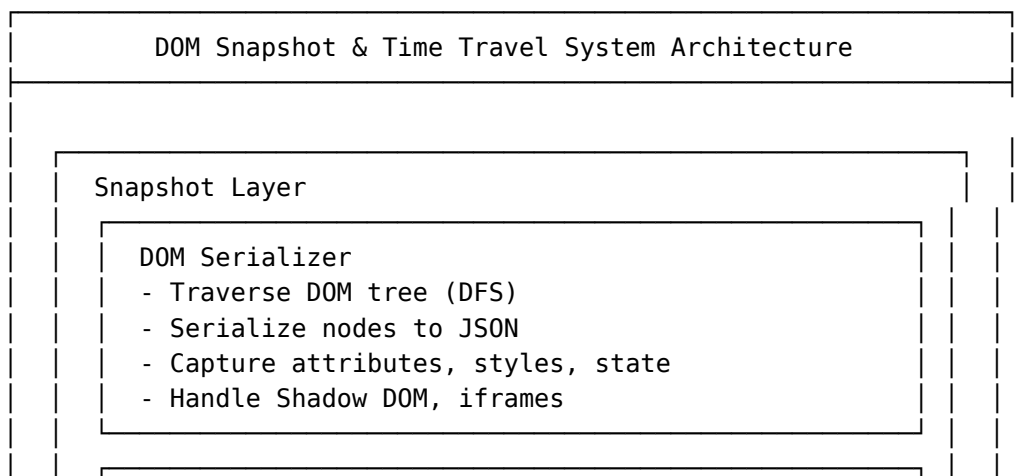 DOM Snapshot & Time Travel System Architecture
Snapshot Layer
DOM Serializer
- Traverse DOM tree (DFS)
- Serialize nodes to JSON
- Capture attributes, styles, state
- Handle Shadow DOM, iframes